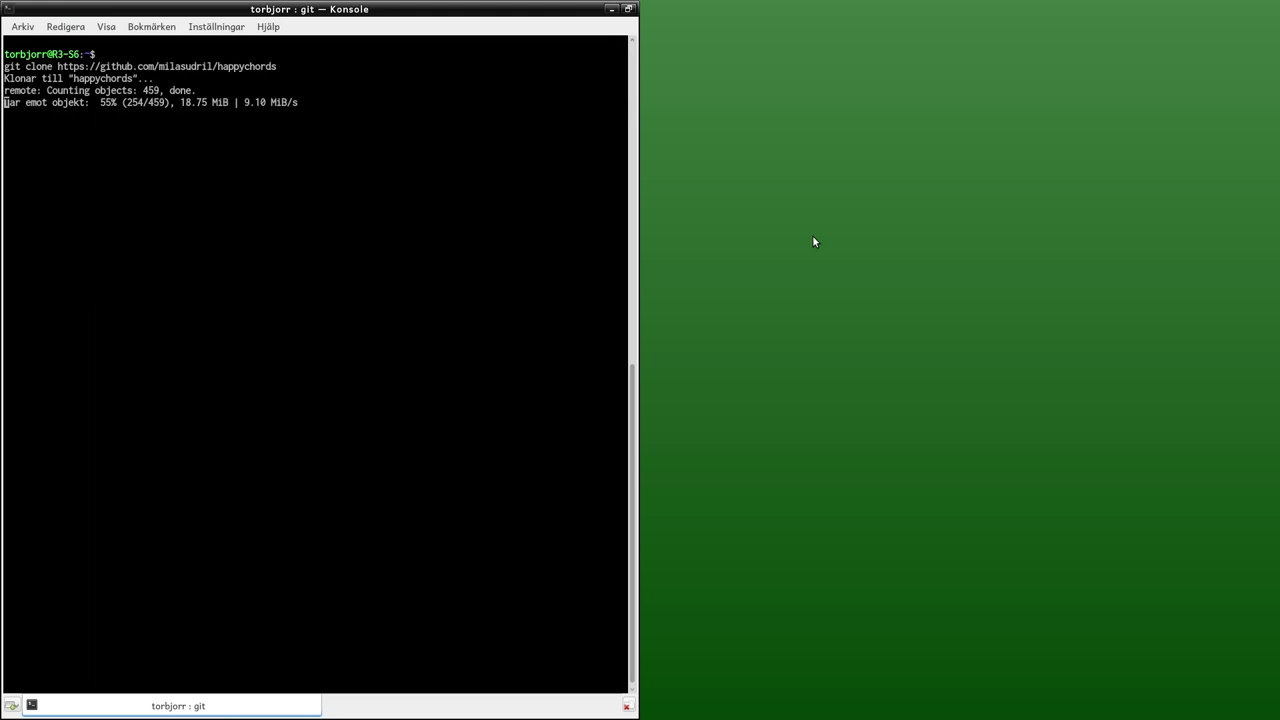 torbjorr : git — Konsole
Arkiv Redigera Visa Bokmärken Inställningar Hjälp
torbjorr@R3-S6:~$
git clone https://github.com/milasudril/happychords
Klonar till "happychords"...
remote: Counting objects: 459, done.
Tar emot objekt:  55% (254/459), 18.75 MiB | 9.10 MiB/s
torbjorr : git